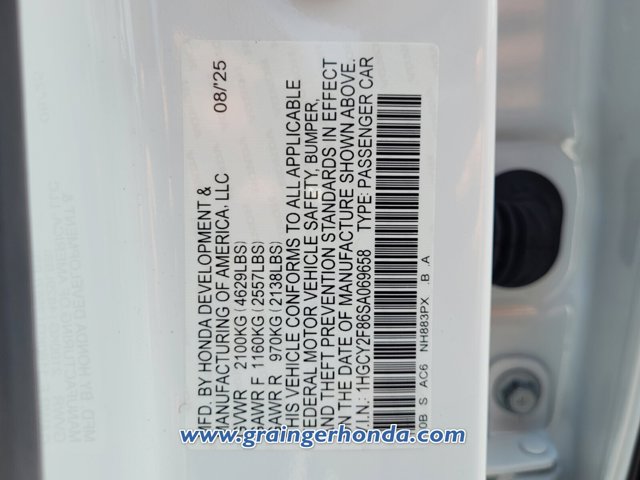 MFD. BY HONDA DEVELOPMENT &
MANUFACTURING OF AMERICA, LLC 08/'25
GVWR 2100KG (4629LBS)
GAWR F 1160KG (2557LBS)
GAWR R 970KG (2138LBS)
THIS VEHICLE CONFORMS TO ALL APPLICABLE
FEDERAL MOTOR VEHICLE SAFETY, BUMPER,
AND THEFT PREVENTION STANDARDS IN EFFECT
ON THE DATE OF MANUFACTURE SHOWN ABOVE.
V.I.N.: 1HGCY2F86SA069658 TYPE: PASSENGER CAR
0B S AC6 NH883PX .B A
www.graingerhonda.com